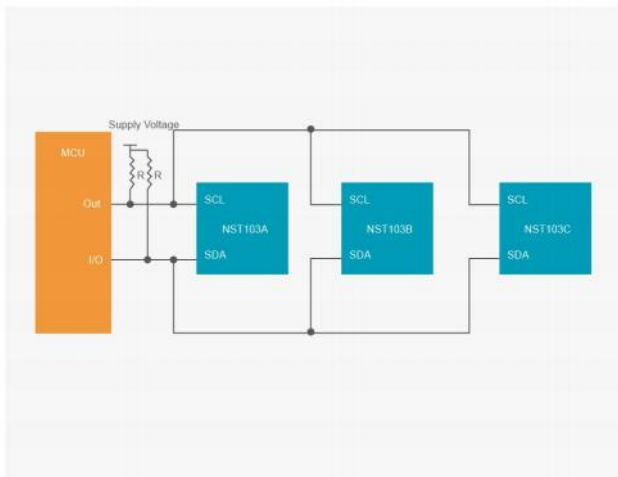 Supply Voltage
MCU
R R
Out
I/O
SCL
NST103A
SDA
SCL
NST103B
SDA
SCL
NST103C
SDA